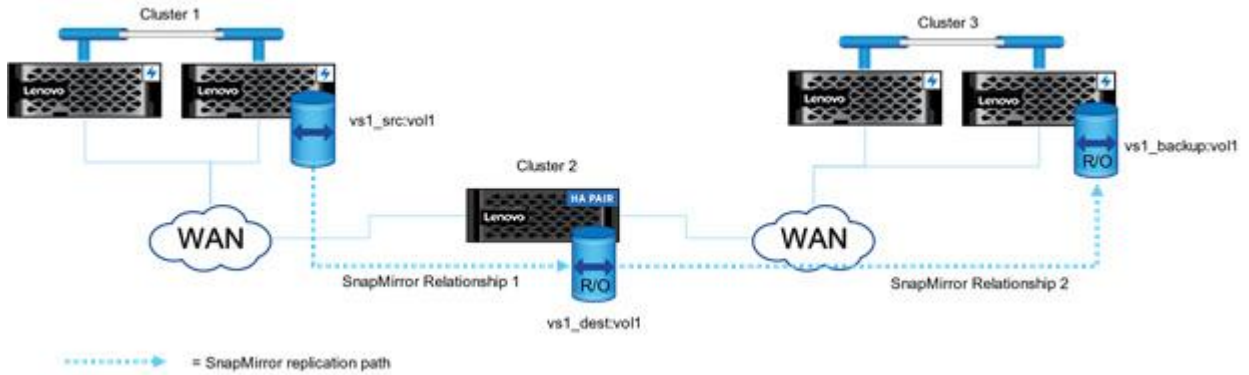 Cluster 1
Cluster 3
Lenovo
Lenovo
Lenovo
Lenovo
vs1_src:vol1
vs1_backup:vol1
R/O
Cluster 2
HA PAIR
Lenovo
WAN
WAN
SnapMirror Relationship 1
R/O
SnapMirror Relationship 2
vs1_dest:vol1
= SnapMirror replication path